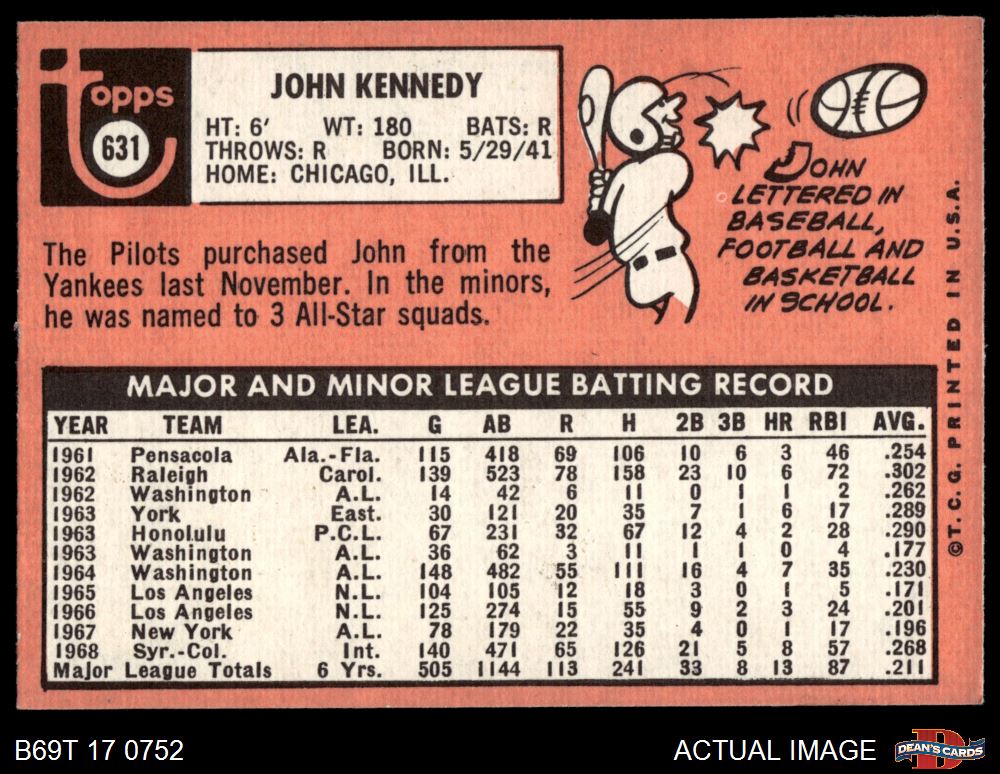 topps
631
JOHN KENNEDY
HT: 6' WT: 180 BATS: R
THROWS: R BORN: 5/29/41
HOME: CHICAGO, ILL.
The Pilots purchased John from the
Yankees last November. In the minors,
he was named to 3 All-Star squads.
JOHN
LETTERED IN
BASEBALL,
FOOTBALL AND
BASKETBALL
IN SCHOOL.
©T.C.G. PRINTED IN U.S.A.
MAJOR AND MINOR LEAGUE BATTING RECORD
YEAR TEAM LEA. G AB R H 2B 3B HR RBI AVG.
1961 Pensacola Ala.-Fla. 115 418 69 106 10 6 3 46 .254
1962 Raleigh Carol. 139 523 78 158 23 10 6 72 .302
1962 Washington A.L. 14 42 6 11 0 1 1 2 .262
1963 York East. 30 121 20 35 7 1 6 17 .289
1963 Honolulu P.C.L. 67 231 32 67 12 4 2 28 .290
1963 Washington A.L. 36 62 3 11 1 1 0 4 .177
1964 Washington A.L. 148 482 55 111 16 4 7 35 .230
1965 Los Angeles N.L. 104 105 12 18 3 0 1 5 .171
1966 Los Angeles N.L. 125 274 15 55 9 2 3 24 .201
1967 New York A.L. 78 179 22 35 4 0 1 17 .196
1968 Syr.-Col. Int. 140 471 65 126 21 5 8 57 .268
Major League Totals 6 Yrs. 505 1144 113 241 33 8 13 87 .211
B69T 17 0752
ACTUAL IMAGE
DEAN'S CARDS